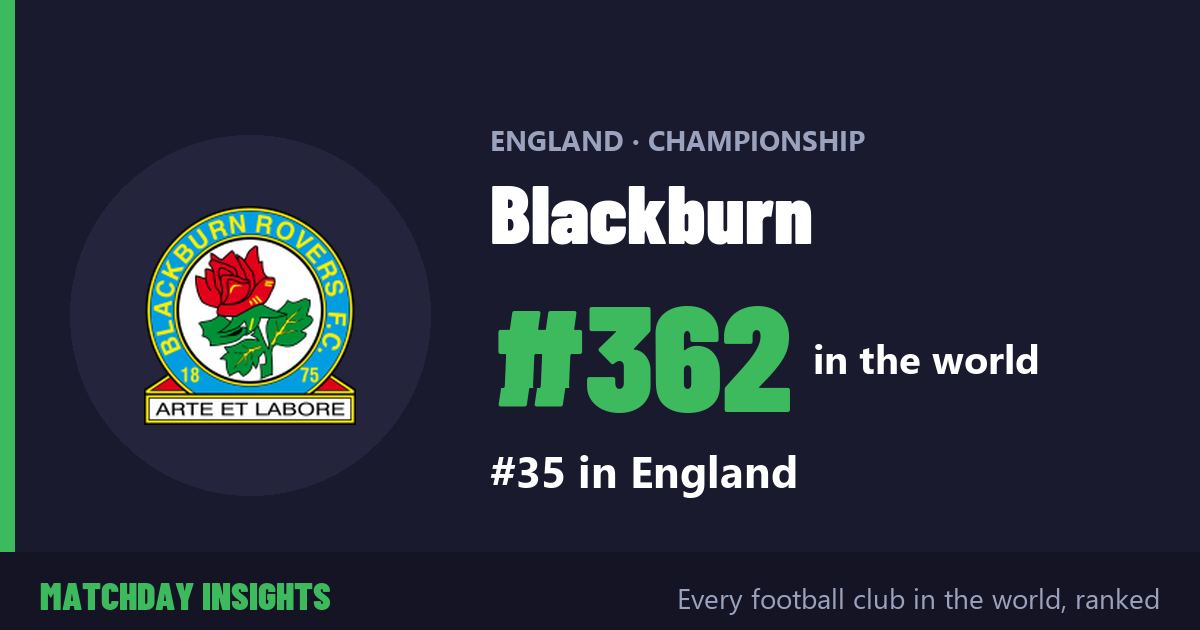 ENGLAND · CHAMPIONSHIP
Blackburn
#362 in the world
#35 in England
BLACKBURN ROVERS F.C.
18 75
ARTE ET LABORE
MATCHDAY INSIGHTS
Every football club in the world, ranked